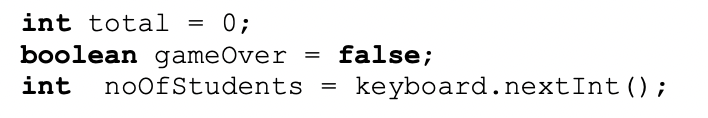 int total = 0;
boolean gameOver = false;
int  noOfStudents = keyboard.nextInt();